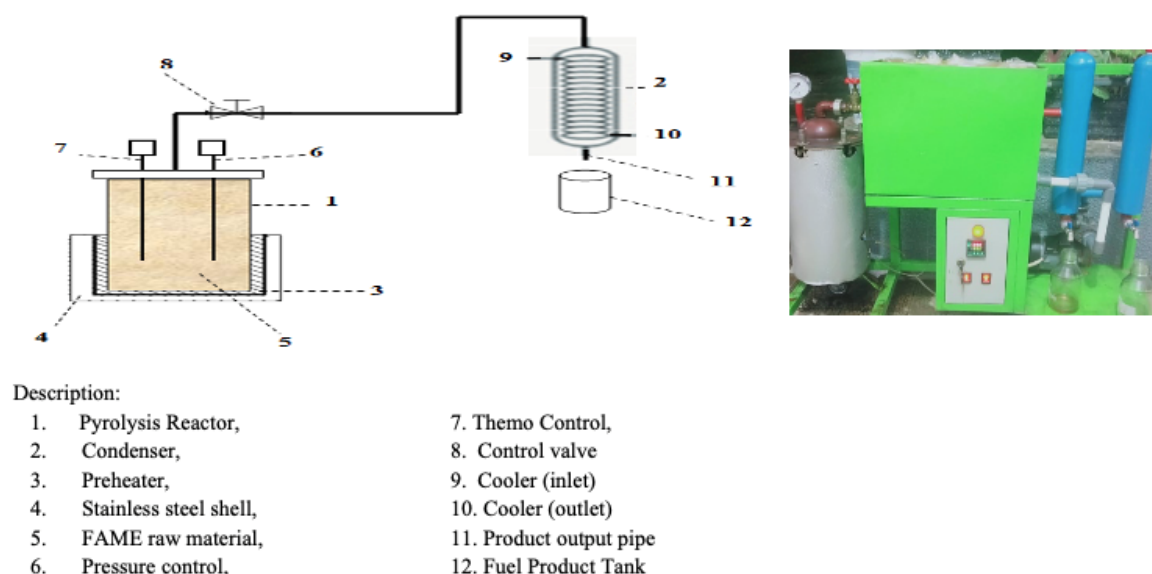 8
9
2
7
6
10
11
1
12
3
4
5
Description:
1. Pyrolysis Reactor,
2. Condenser,
3. Preheater,
4. Stainless steel shell,
5. FAME raw material,
6. Pressure control,
7. Themo Control,
8. Control valve
9. Cooler (inlet)
10. Cooler (outlet)
11. Product output pipe
12. Fuel Product Tank